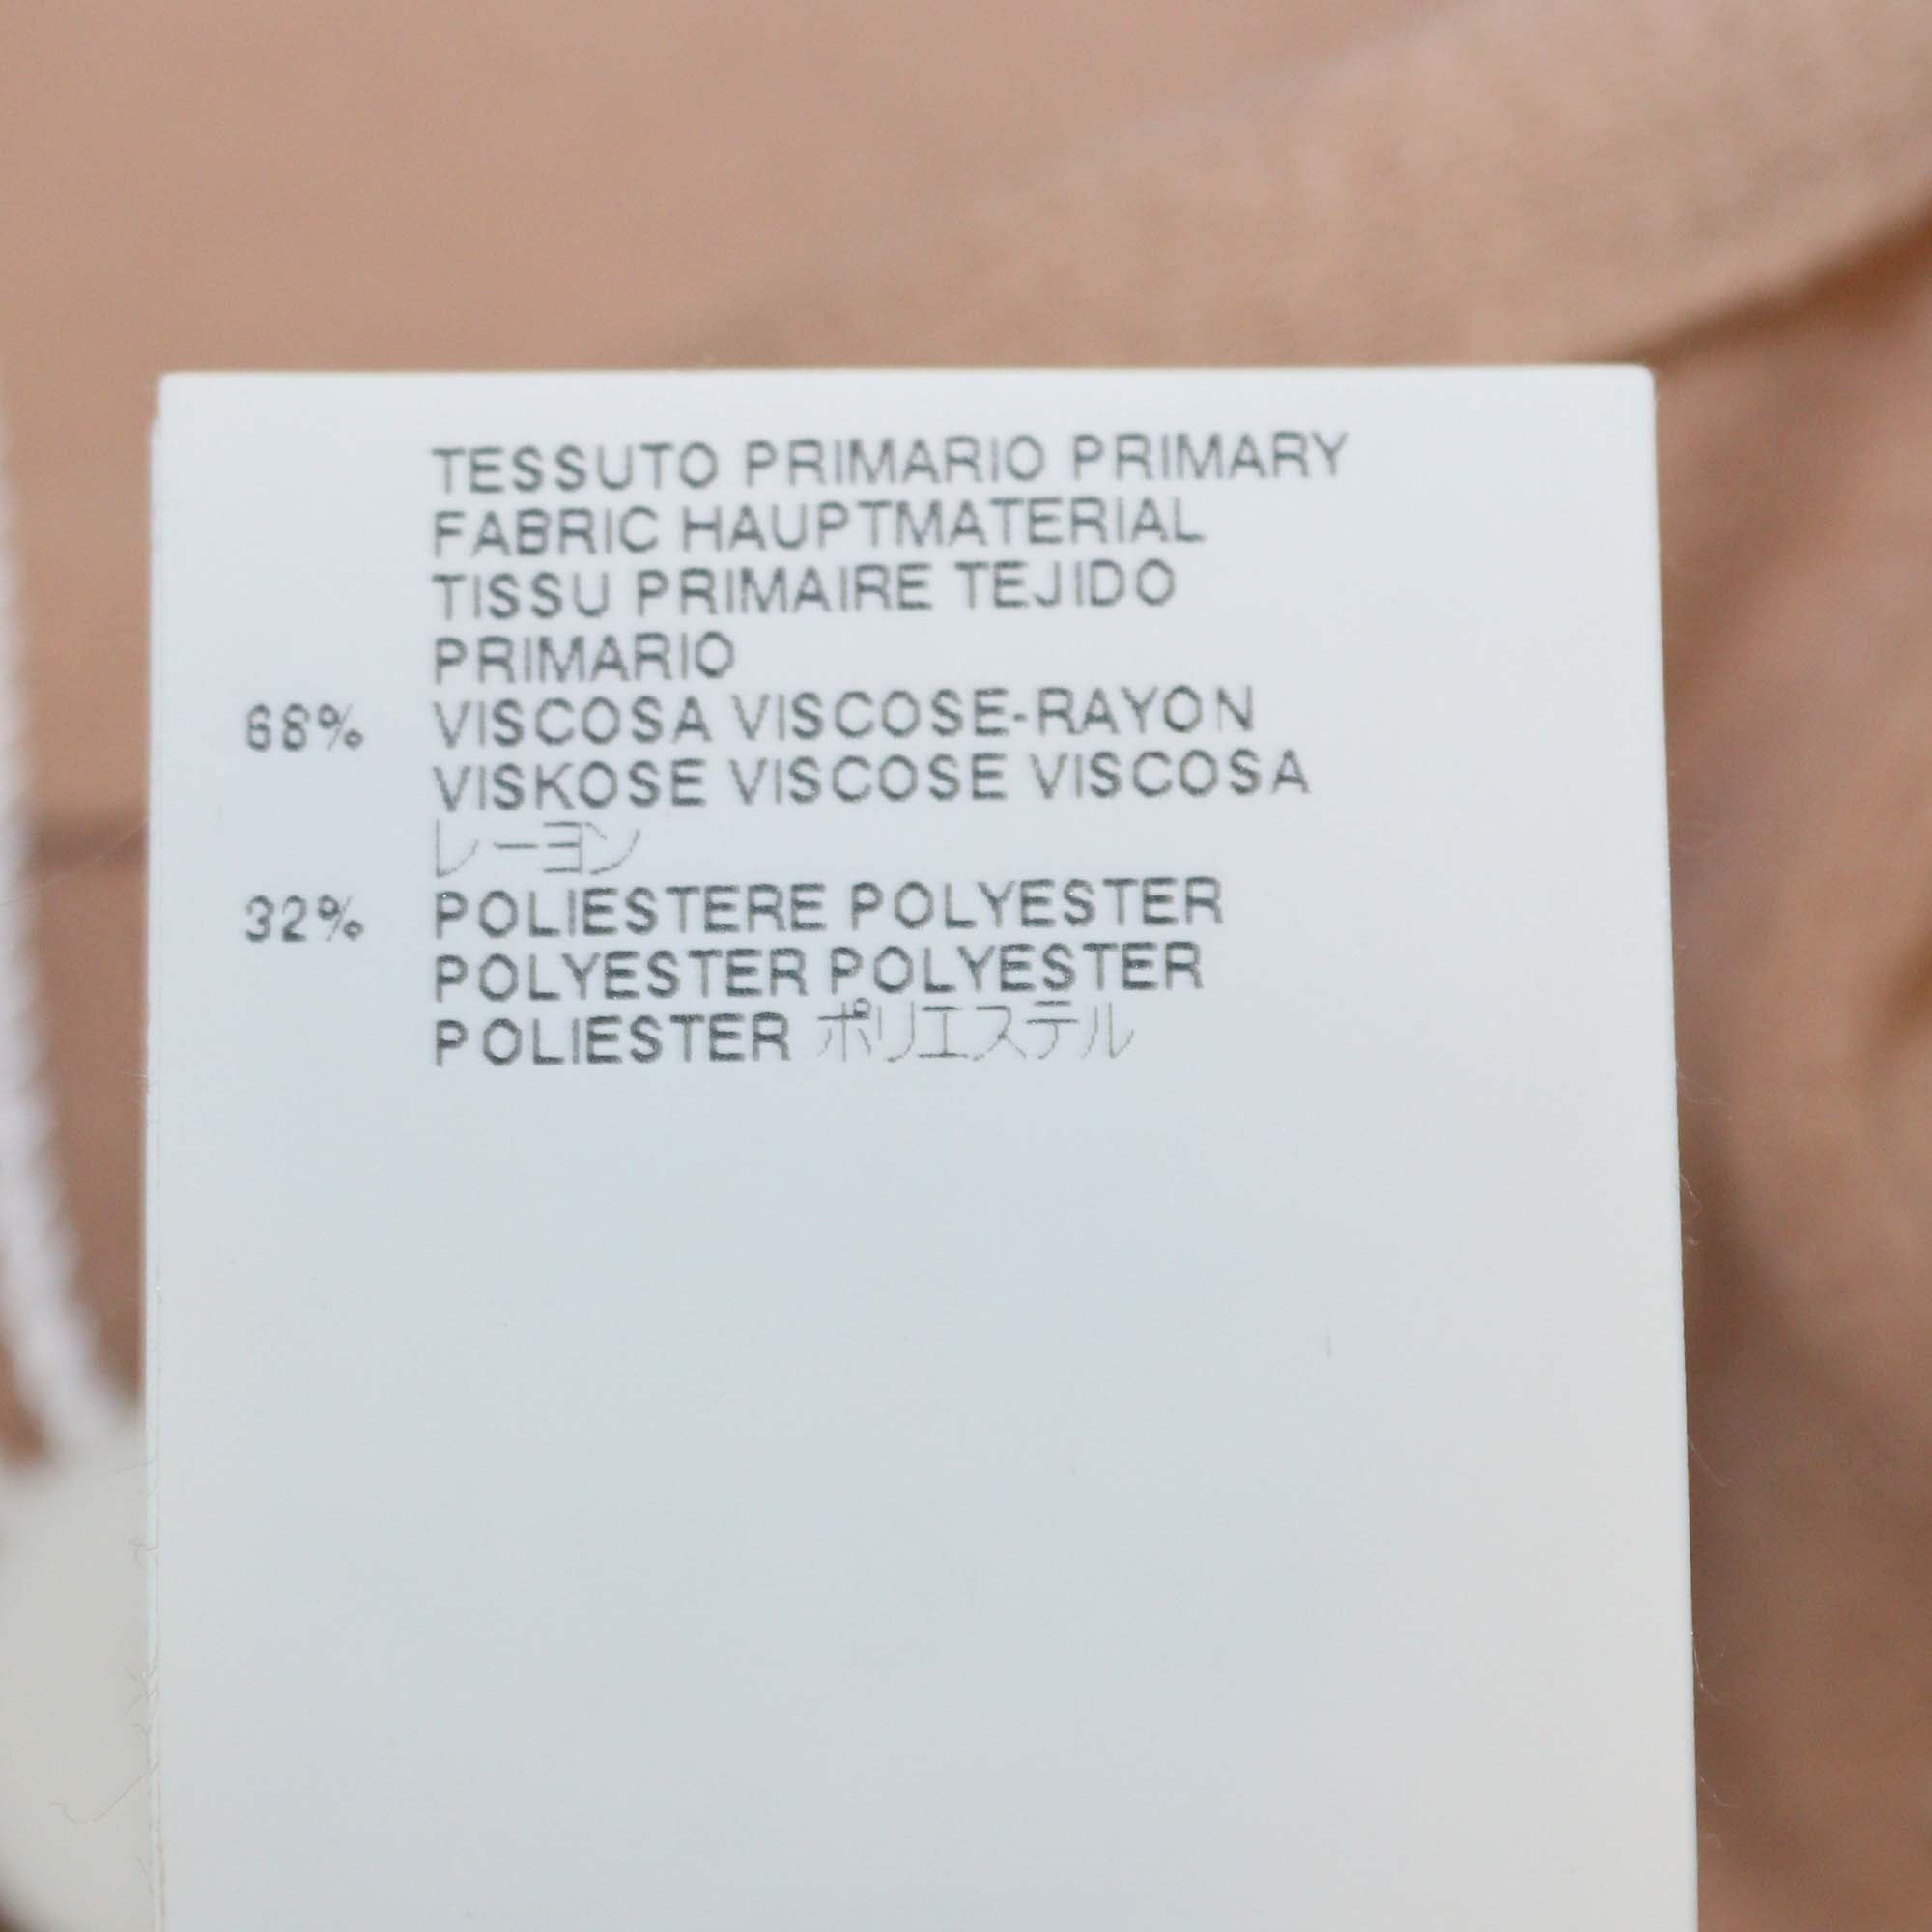 TESSUTO PRIMARIO PRIMARY
FABRIC HAUPTMATERIAL
TISSU PRIMAIRE TEJIDO
PRIMARIO
68% VISCOSA VISCOSE-RAYON
VISKOSE VISCOSE VISCOSA
レーヨン
32% POLIESTERE POLYESTER
POLYESTER POLYESTER
POLIESTER ポリエステル